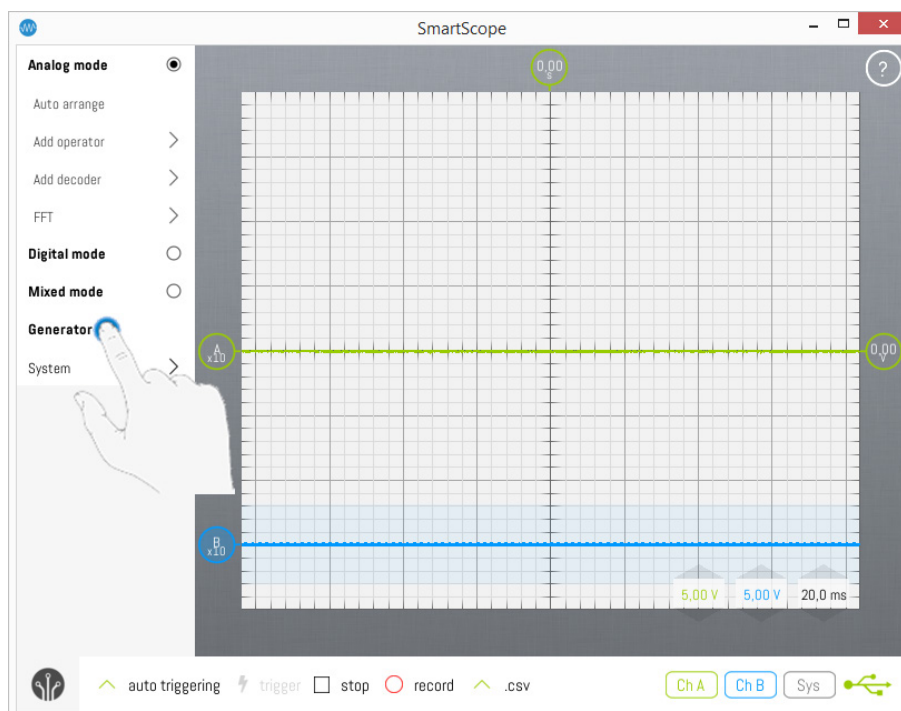 SmartScope
Analog mode
Auto arrange
Add operator
Add decoder
FFT
Digital mode
Mixed mode
Generator
System
0,00
s
?
A
x10
0,00
V
B
x10
5,00 V
5,00 V
20,0 ms
auto triggering
trigger
stop
record
.csv
Ch A
Ch B
Sys